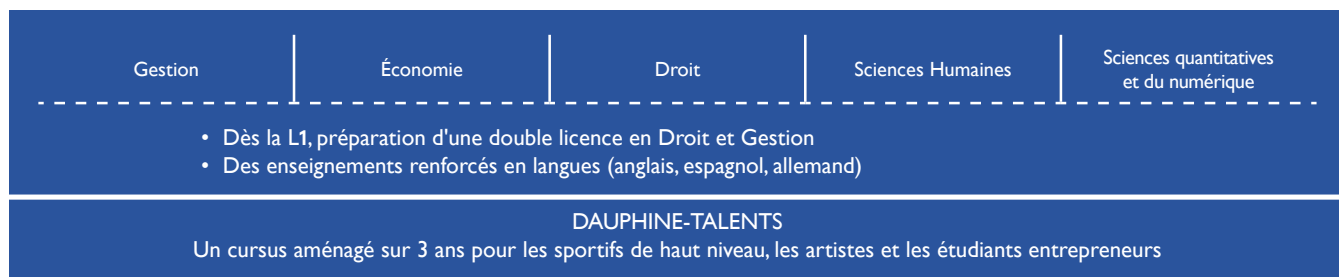 Gestion
Économie
Droit
Sciences Humaines
Sciences quantitatives
et du numérique
• Dès la L1, préparation d'une double licence en Droit et Gestion
• Des enseignements renforcés en langues (anglais, espagnol, allemand)
DAUPHINE-TALENTS
Un cursus aménagé sur 3 ans pour les sportifs de haut niveau, les artistes et les étudiants entrepreneurs